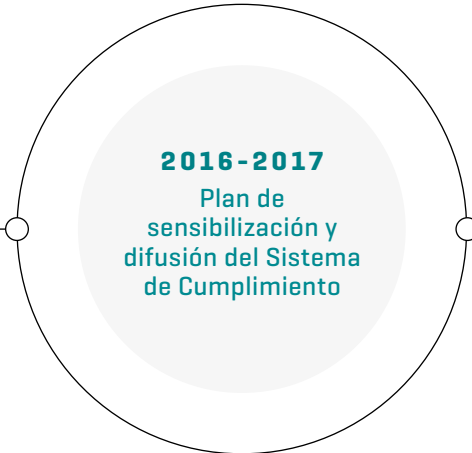 2016-2017
Plan de
sensibilización y
difusión del Sistema
de Cumplimiento